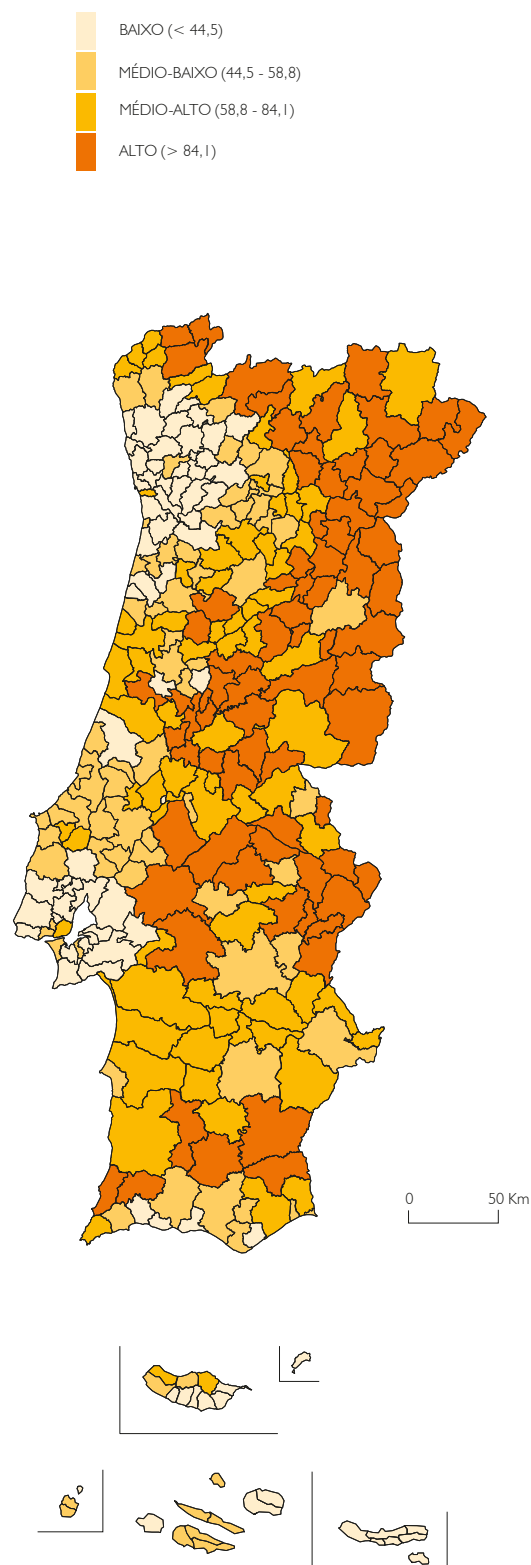 BAIXO (< 44,5)
MÉDIO-BAIXO (44,5 - 58,8)
MÉDIO-ALTO (58,8 - 84,1)
ALTO (> 84,1)
0 50 Km